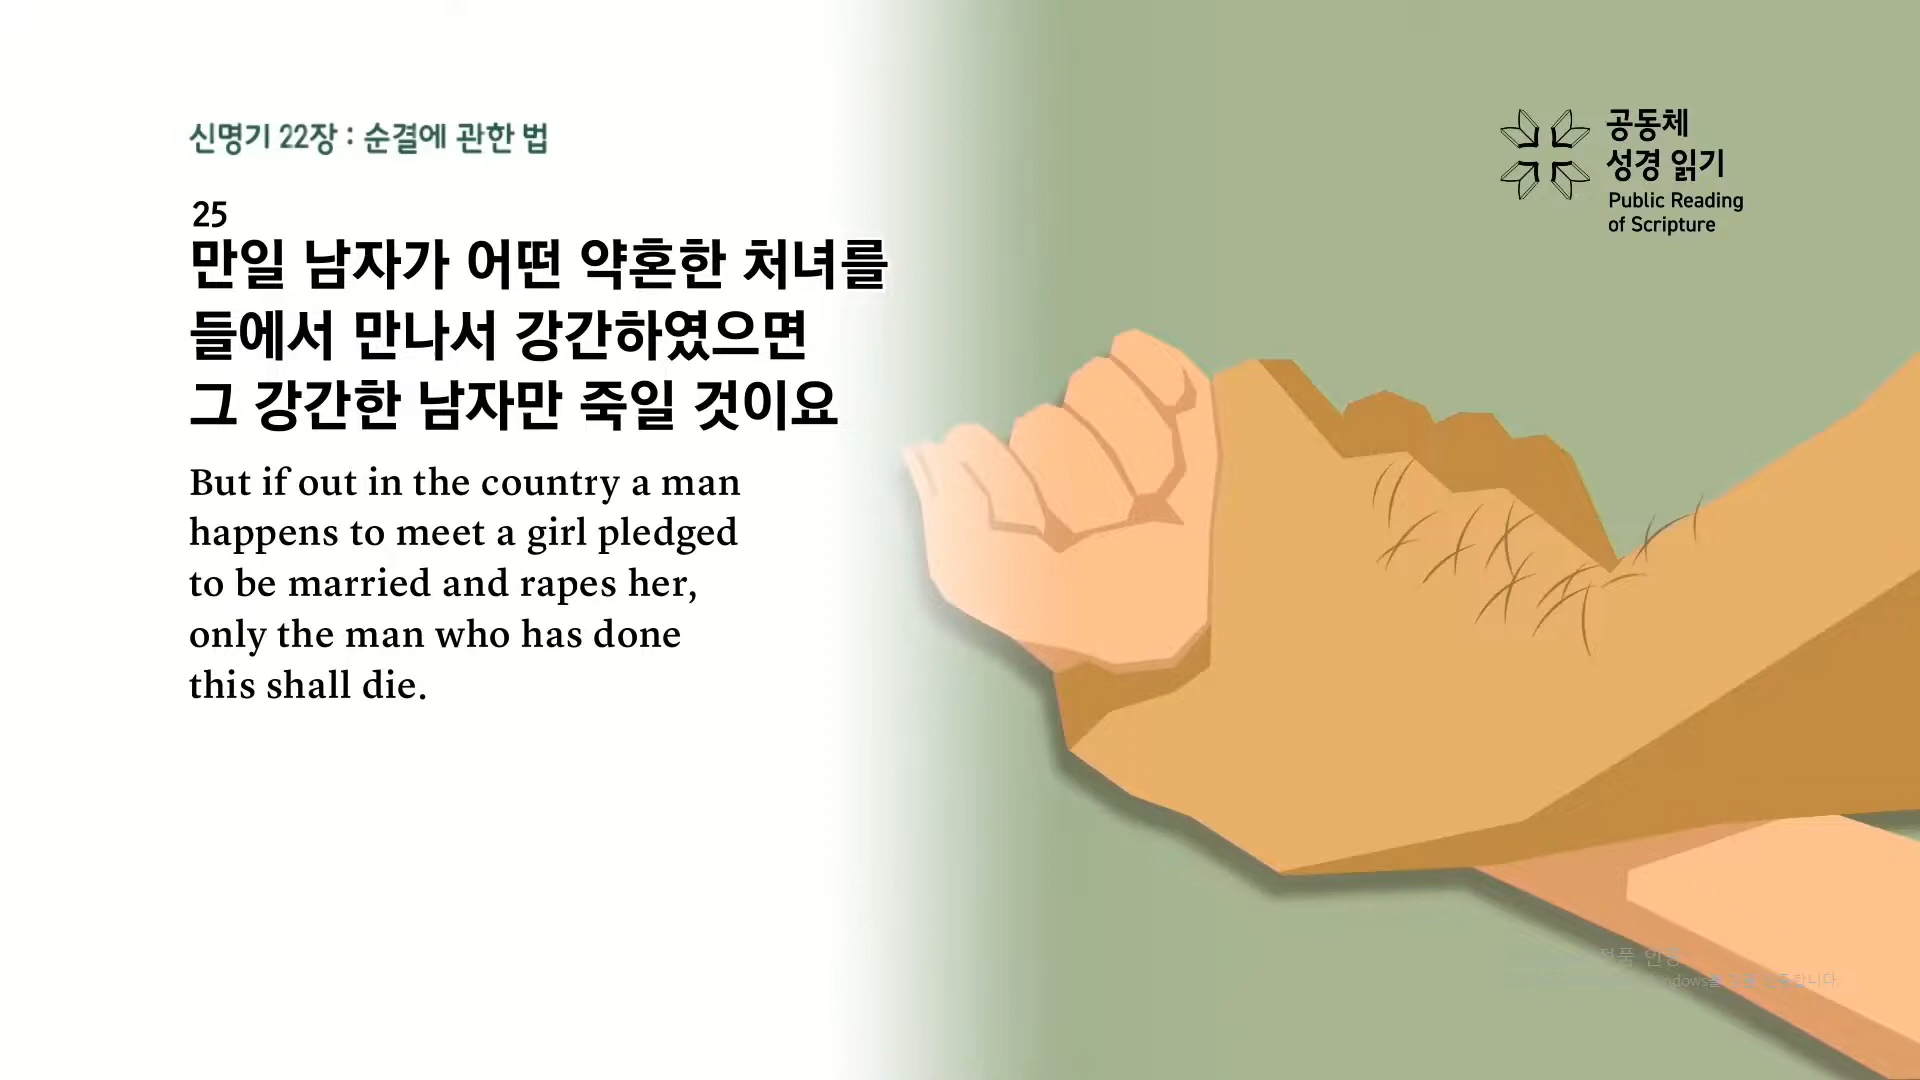 신명기 22장 : 순결에 관한 법
25
만일 남자가 어떤 약혼한 처녀를
들에서 만나서 강간하였으면
그 강간한 남자만 죽일 것이요
But if out in the country a man
happens to meet a girl pledged
to be married and rapes her,
only the man who has done
this shall die.
공동체
성경 읽기
Public Reading
of Scripture
정품 인증